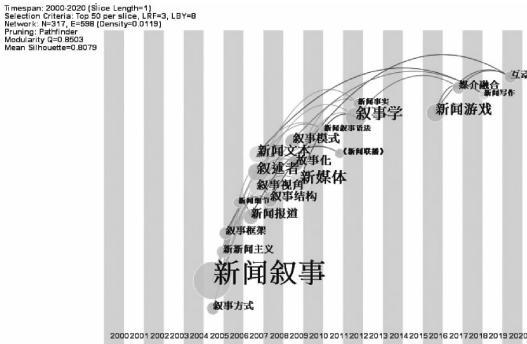 Timespan: 2000-2020 (Slice Length=1)
Selection Criteria: Top 50 per slice, LRF=3, LBY=8
Network: N=317, E=598 (Density=0.0119)
Pruning: Pathfinder
Modularity Q=0.8503
Mean Silhouette=0.8079
互动
媒介融合
新闻写作
新闻事实
叙事学
新闻游戏
新闻叙事语法
叙事模式
新闻文本
故事化
《新闻联播》
叙述者
新媒体
叙事视角
叙事结构
新闻细节
新闻报道
叙事框架
新新闻主义
新闻叙事
叙事方式
2000 2001 2002 2003 2004 2005 2006 2007 2008 2009 2010 2011 2012 2013 2014 2015 2016 2017 2018 2019 2020